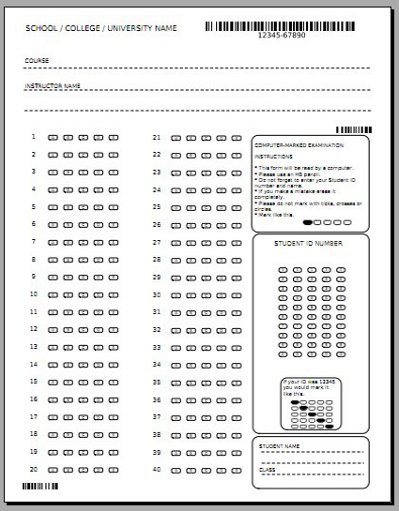 SCHOOL / COLLEGE / UNIVERSITY NAME
12345-67890
COURSE
INSTRUCTOR NAME
1
2
3
4
5
6
7
8
9
10
11
12
13
14
15
16
17
18
19
20
21
22
23
24
25
26
27
28
29
30
31
32
33
34
35
36
37
38
39
40
COMPUTER-MARKED EXAMINATION
INSTRUCTIONS
* This form will be read by a computer.
* Please use an HB pencil.
* Do not forget to enter your Student ID
number and name.
* If you make a mistake erase it
completely.
* Please do not mark with ticks, crosses or
circles.
* Mark like this.
STUDENT ID NUMBER
If your ID was 12345
you would mark it
like this.
STUDENT NAME
CLASS